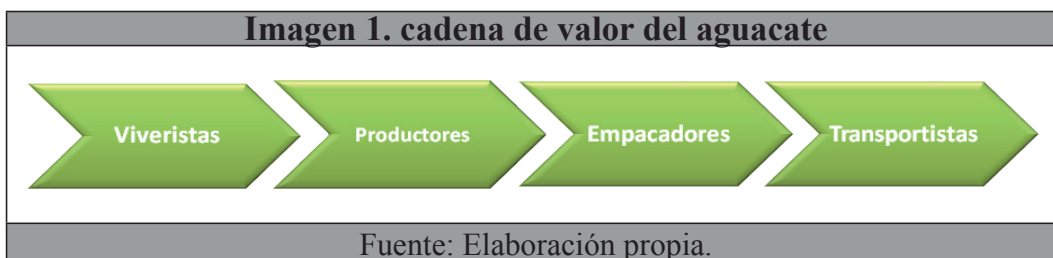 Imagen 1. cadena de valor del aguacate
Viveristas
Productores
Empacadores
Transportistas
Fuente: Elaboración propia.